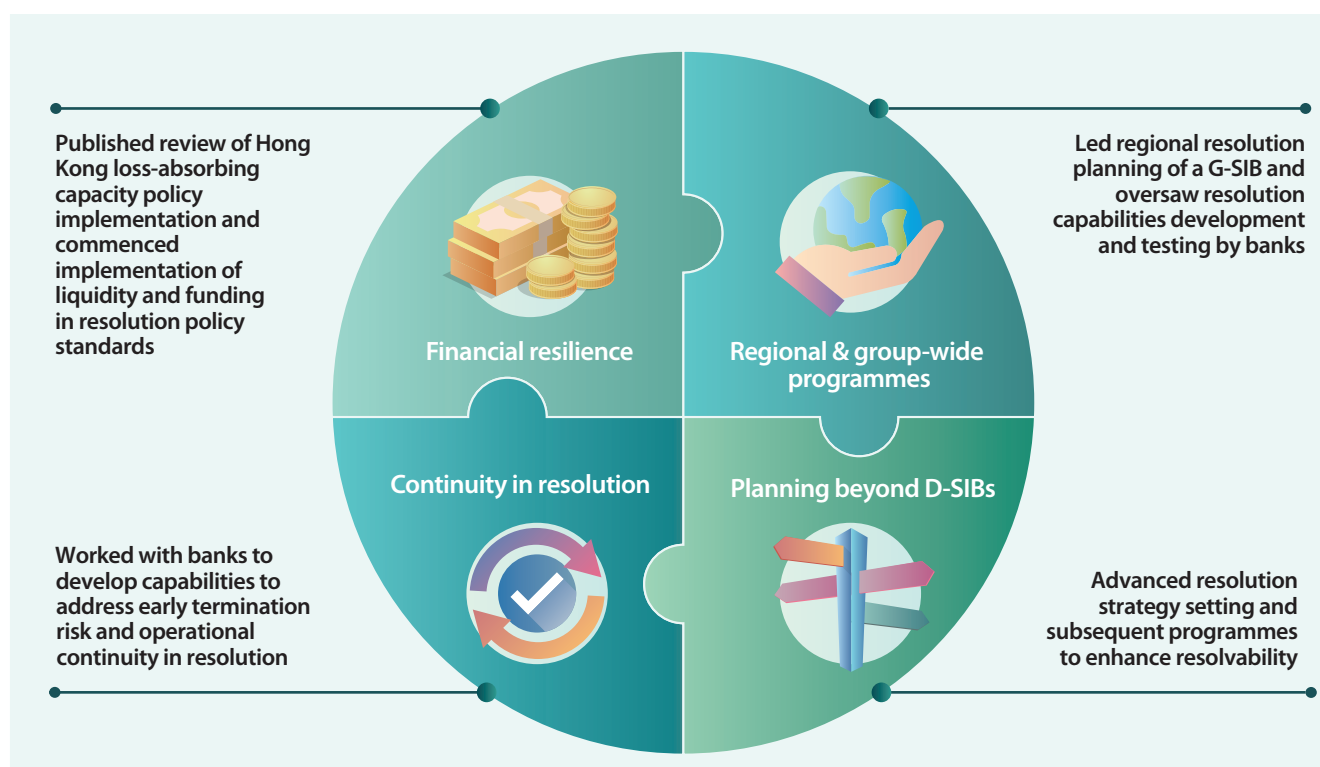 Published review of Hong
Kong loss-absorbing
capacity policy
implementation and
commenced
implementation of
liquidity and funding
in resolution policy
standards
Financial resilience
Led regional resolution
planning of a G-SIB and
oversaw resolution
capabilities development
and testing by banks
Regional & group-wide
programmes
Continuity in resolution
Worked with banks to
develop capabilities to
address early termination
risk and operational
continuity in resolution
Planning beyond D-SIBs
Advanced resolution
strategy setting and
subsequent programmes
to enhance resolvability